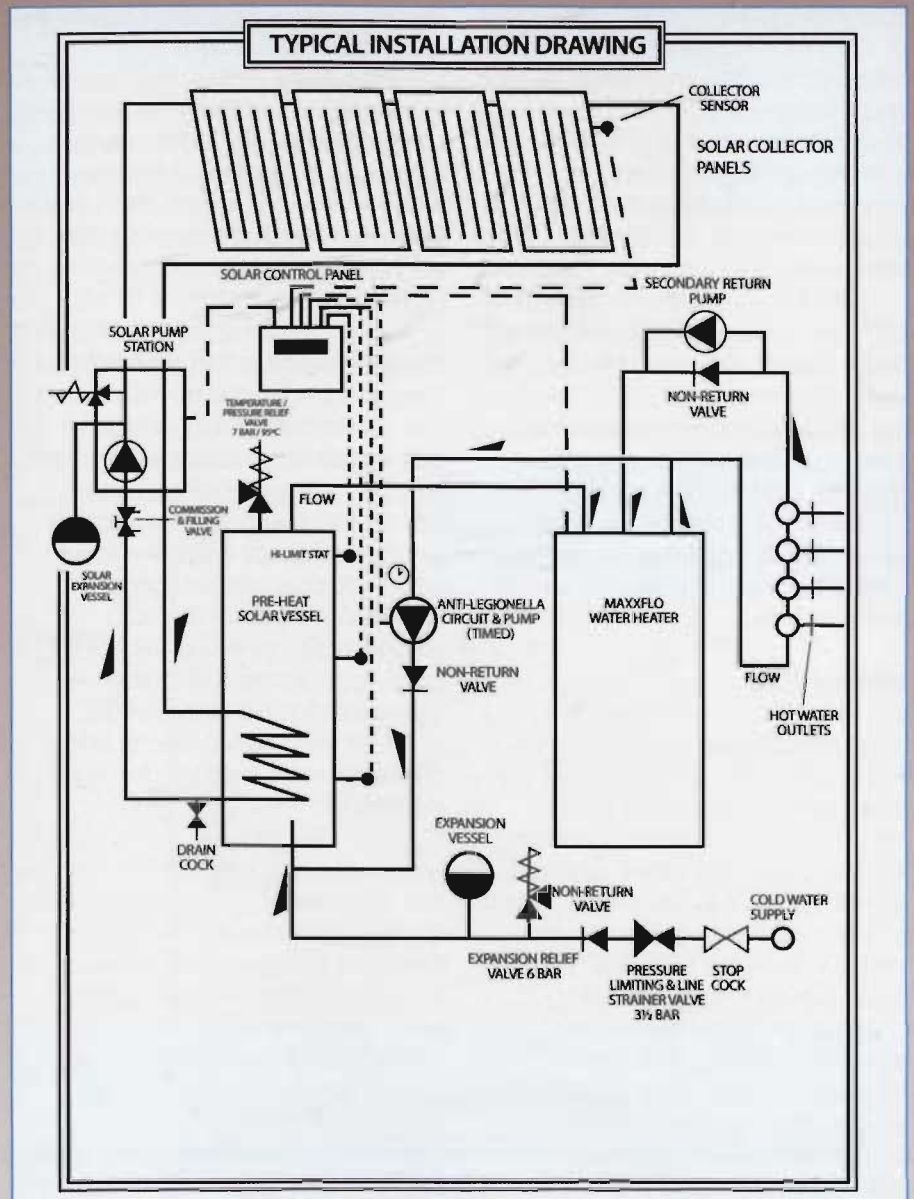 TYPICAL INSTALLATION DRAWING
COLLECTOR
SENSOR
SOLAR COLLECTOR
PANELS
SOLAR CONTROL PANEL
SECONDARY RETURN
PUMP
SOLAR PUMP
STATION
NON-RETURN
VALVE
TEMPERATURE /
PRESSURE RELIEF
VALVE
7 BAR / 95°C
FLOW
COMMISSION
& FILLING
VALVE
HI-LIMIT STAT
SOLAR
EXPANSION
VESSEL
PRE-HEAT
SOLAR VESSEL
ANTI-LEGIONELLA
CIRCUIT & PUMP
(TIMED)
MAXXFLO
WATER HEATER
NON-RETURN
VALVE
FLOW
HOT WATER
OUTLETS
DRAIN
COCK
EXPANSION
VESSEL
NON-RETURN
VALVE
COLD WATER
SUPPLY
EXPANSION RELIEF
VALVE 6 BAR
PRESSURE
LIMITING & LINE
STRAINER VALVE
3½ BAR
STOP
COCK